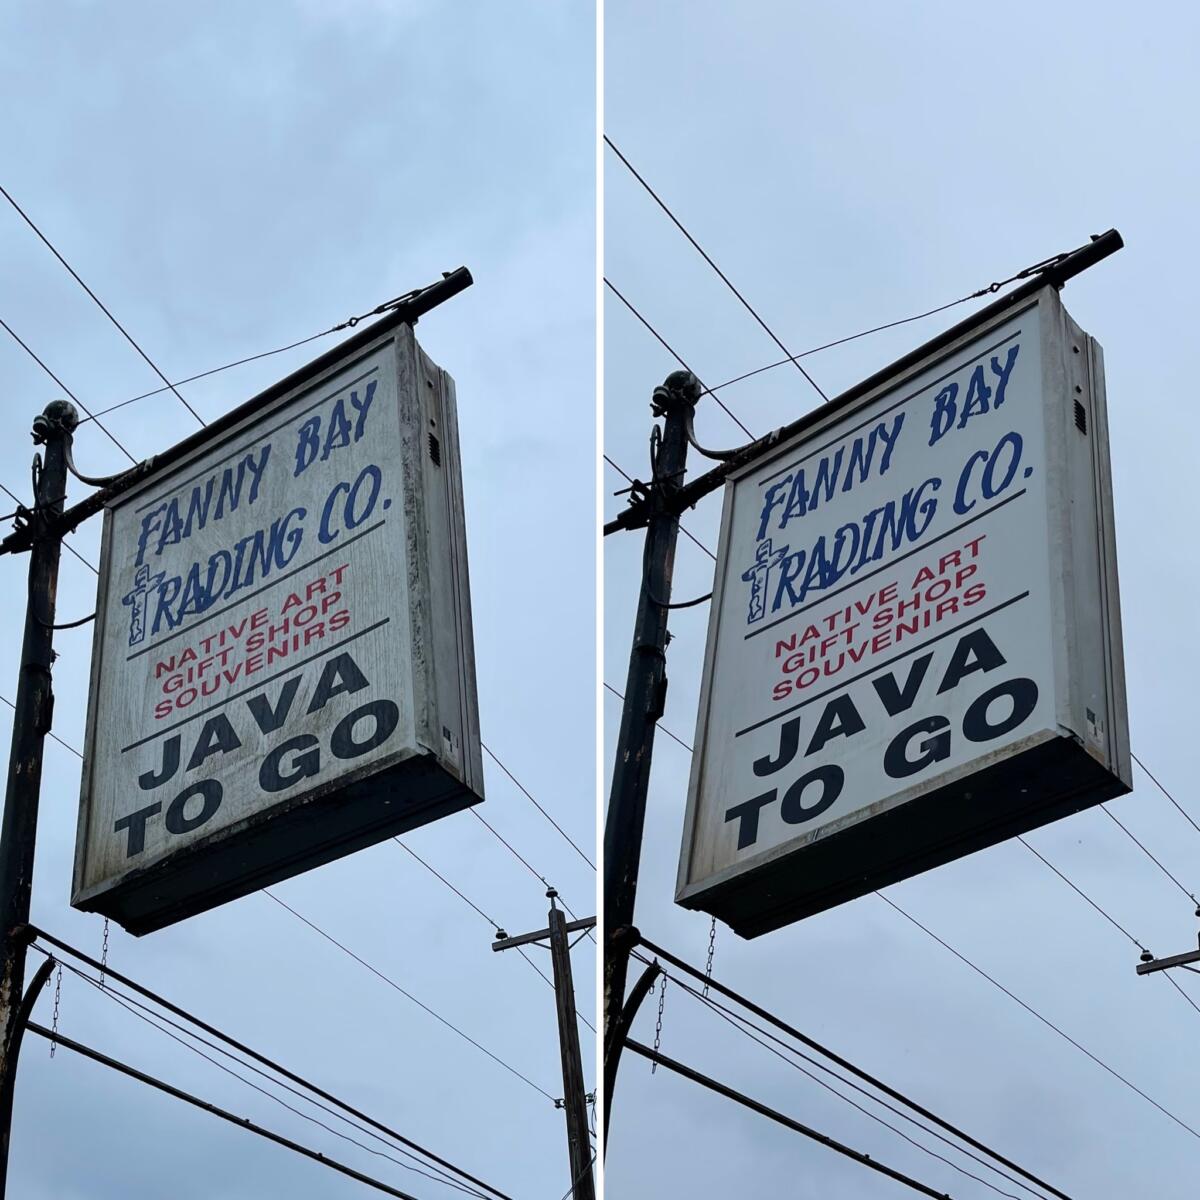 FANNY BAY
TRADING CO.
NATIVE ART
GIFT SHOP
SOUVENIRS
JAVA
TO GO
FANNY BAY
TRADING CO.
NATIVE ART
GIFT SHOP
SOUVENIRS
JAVA
TO GO